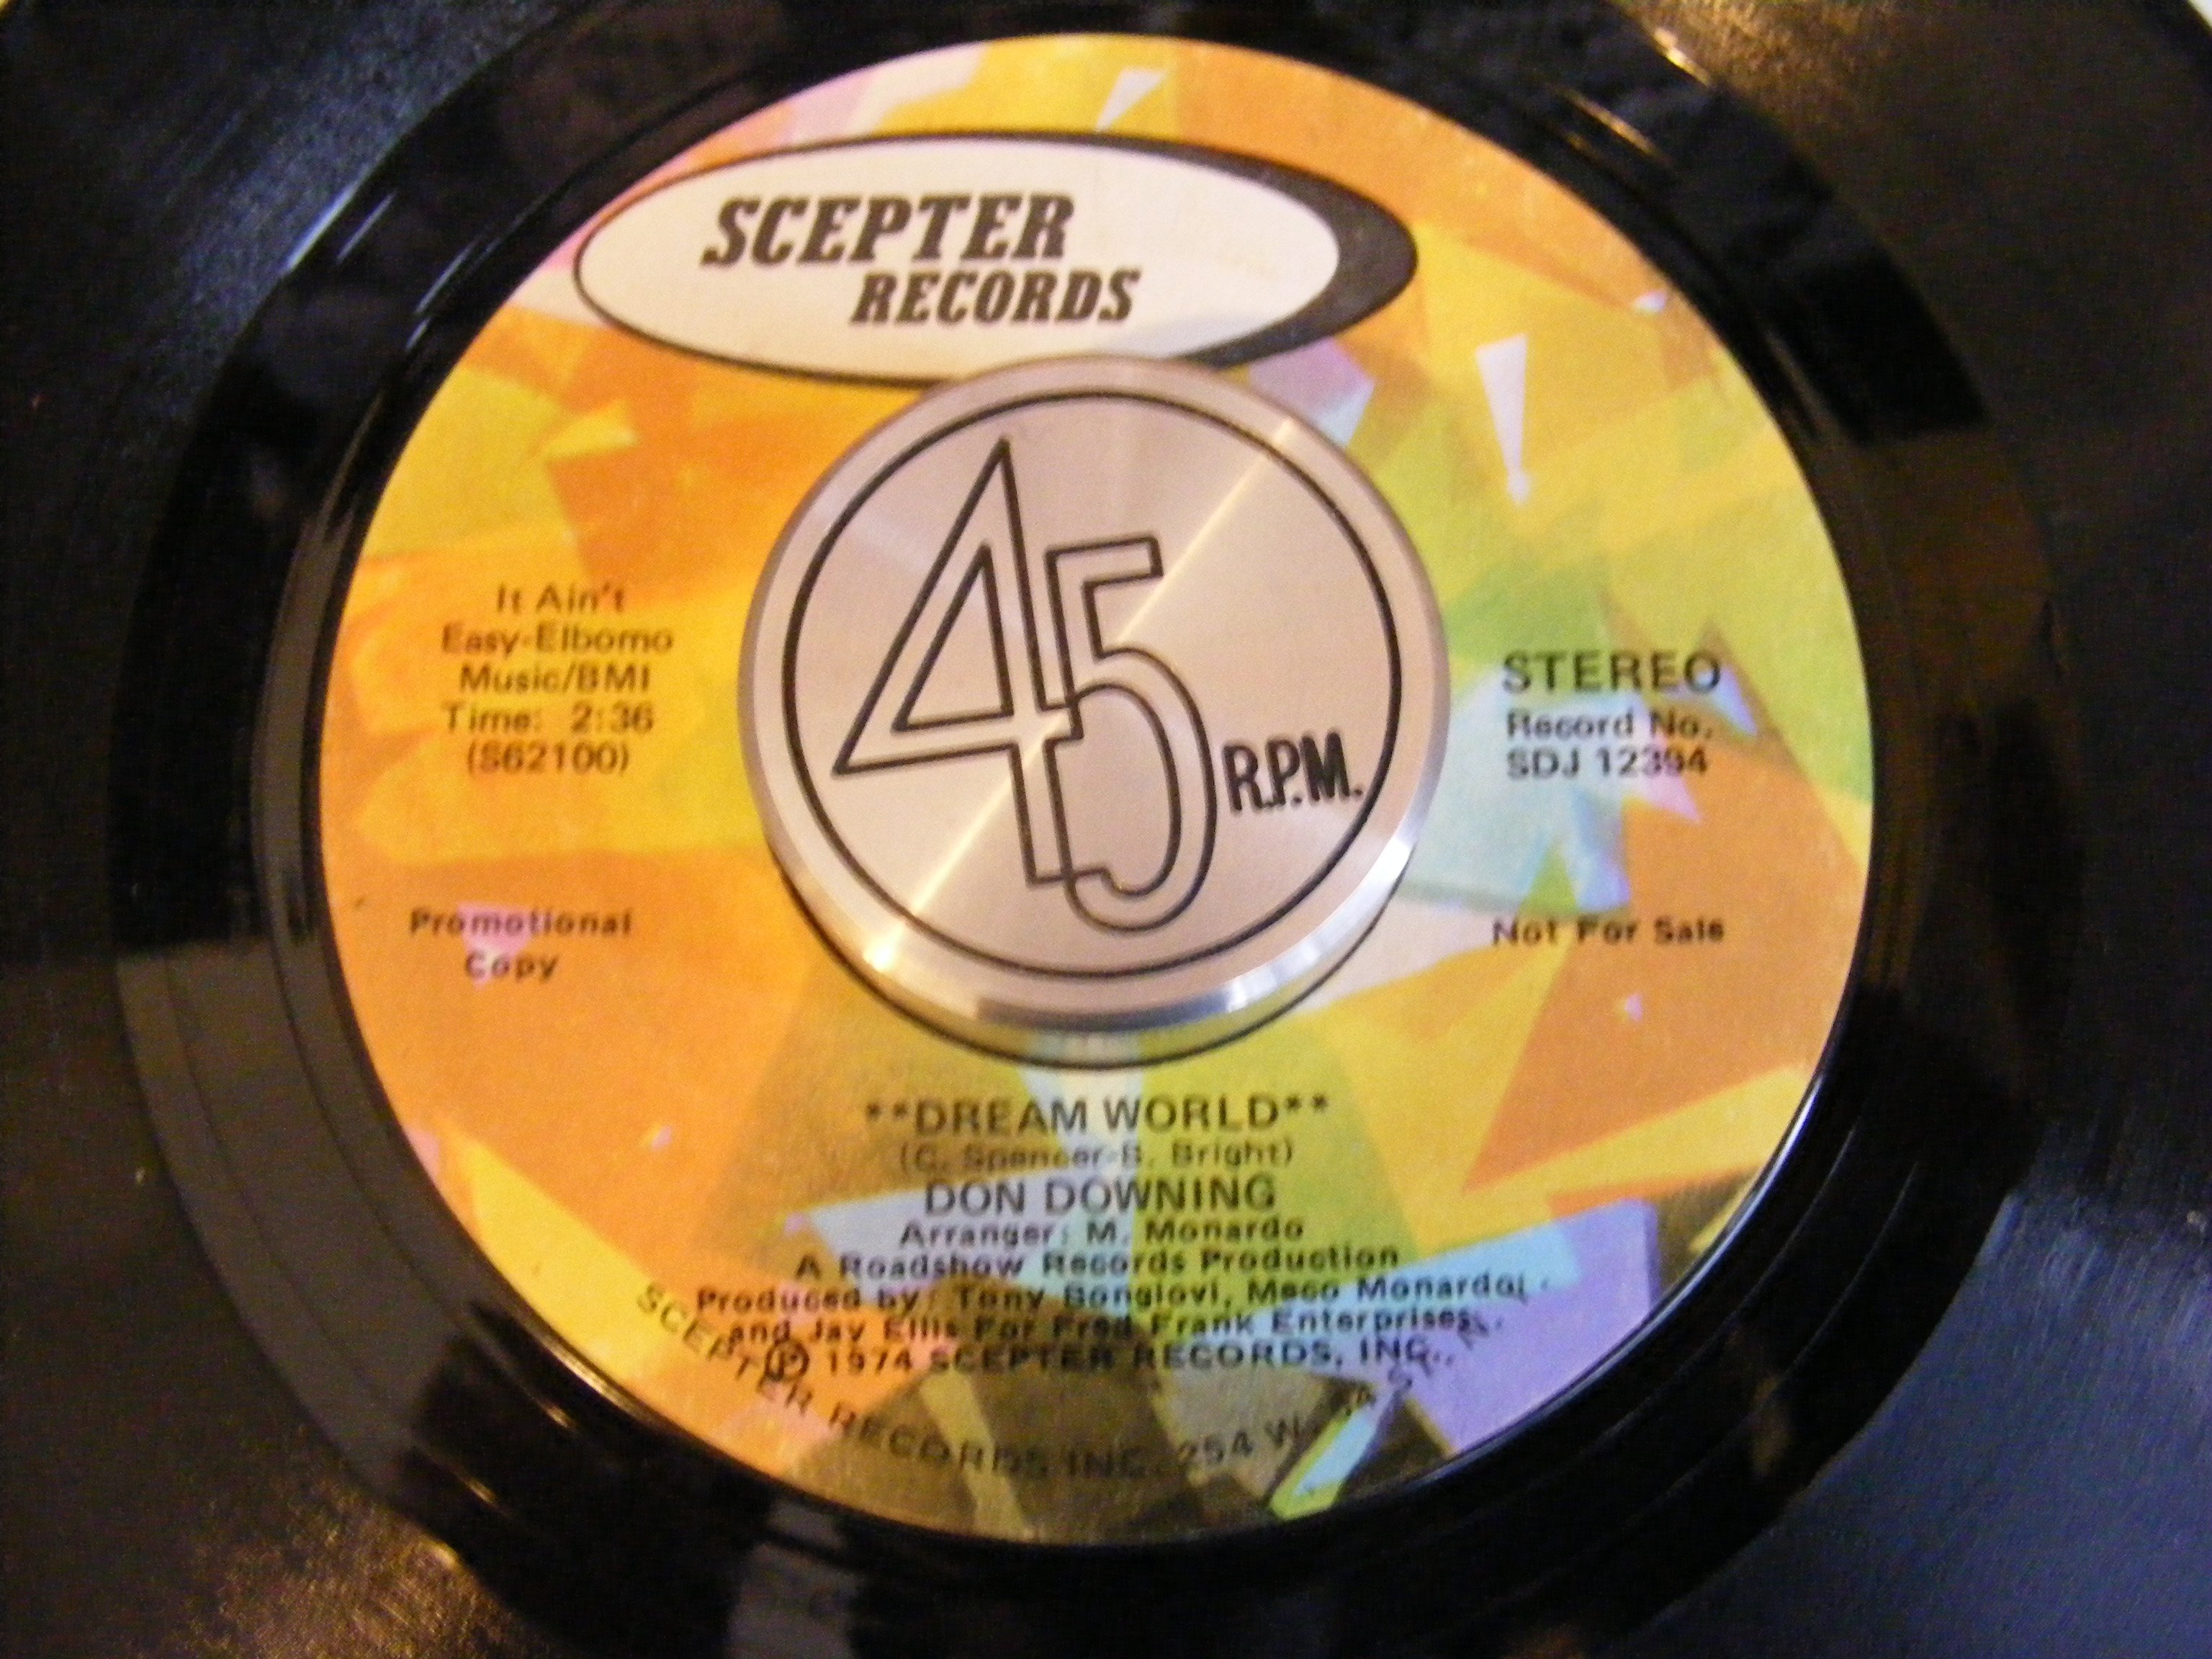 SCEPTER
RECORDS
45
R.P.M.
It Ain't
Easy-Elbomo
Music/BMI
Time: 2:36
(S62100)
STEREO
Record No.
SDJ 12394
Promotional
Copy
Not For Sale
**DREAM WORLD**
(C. Spencer-B. Bright)
DON DOWNING
Arranger: M. Monardo
A Roadshow Records Production
Produced by: Tony Bongiovi, Meco Monardo,
and Jay Ellis For Fred Frank Enterprises
℗ 1974 SCEPTER RECORDS, INC.
SCEPTER RECORDS INC. 254 W. 54 ST.